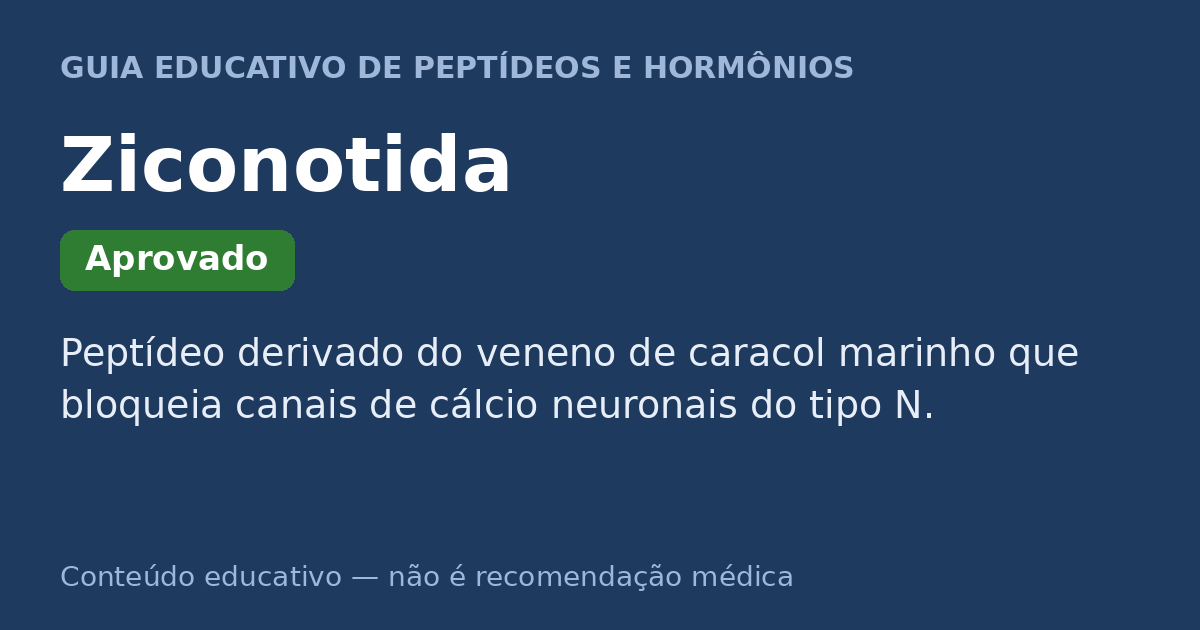 GUIA EDUCATIVO DE PEPTÍDEOS E HORMÔNIOS
Ziconotida
Aprovado
Peptídeo derivado do veneno de caracol marinho que
bloqueia canais de cálcio neuronais do tipo N.
Conteúdo educativo — não é recomendação médica